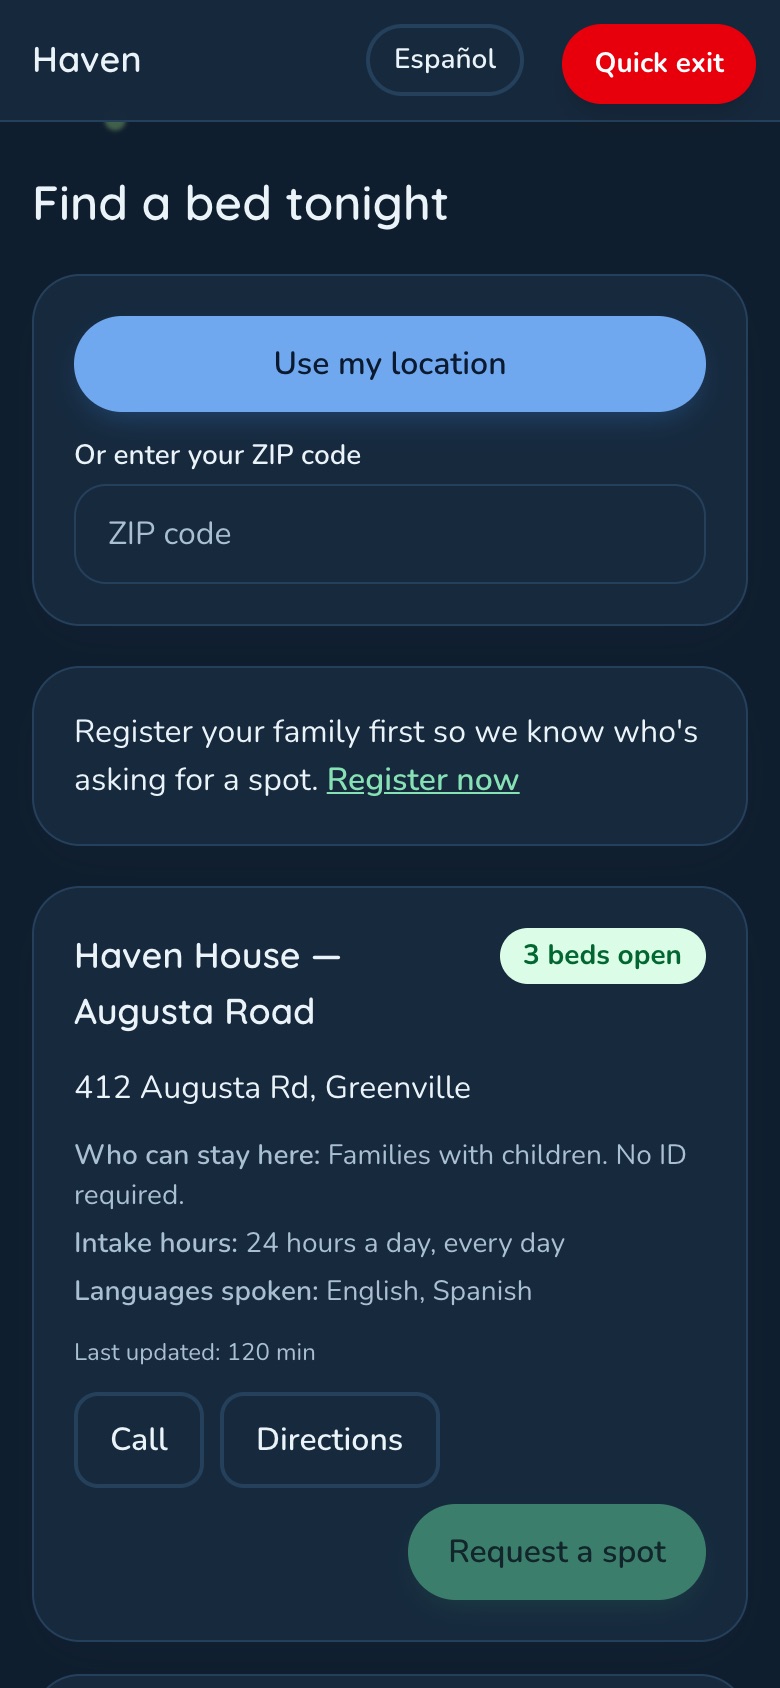 Haven
Español
Quick exit
Find a bed tonight
Use my location
Or enter your ZIP code
ZIP code
Register your family first so we know who's
asking for a spot. Register now
Haven House —
Augusta Road
3 beds open
412 Augusta Rd, Greenville
Who can stay here: Families with children. No ID
required.
Intake hours: 24 hours a day, every day
Languages spoken: English, Spanish
Last updated: 120 min
Call
Directions
Request a spot